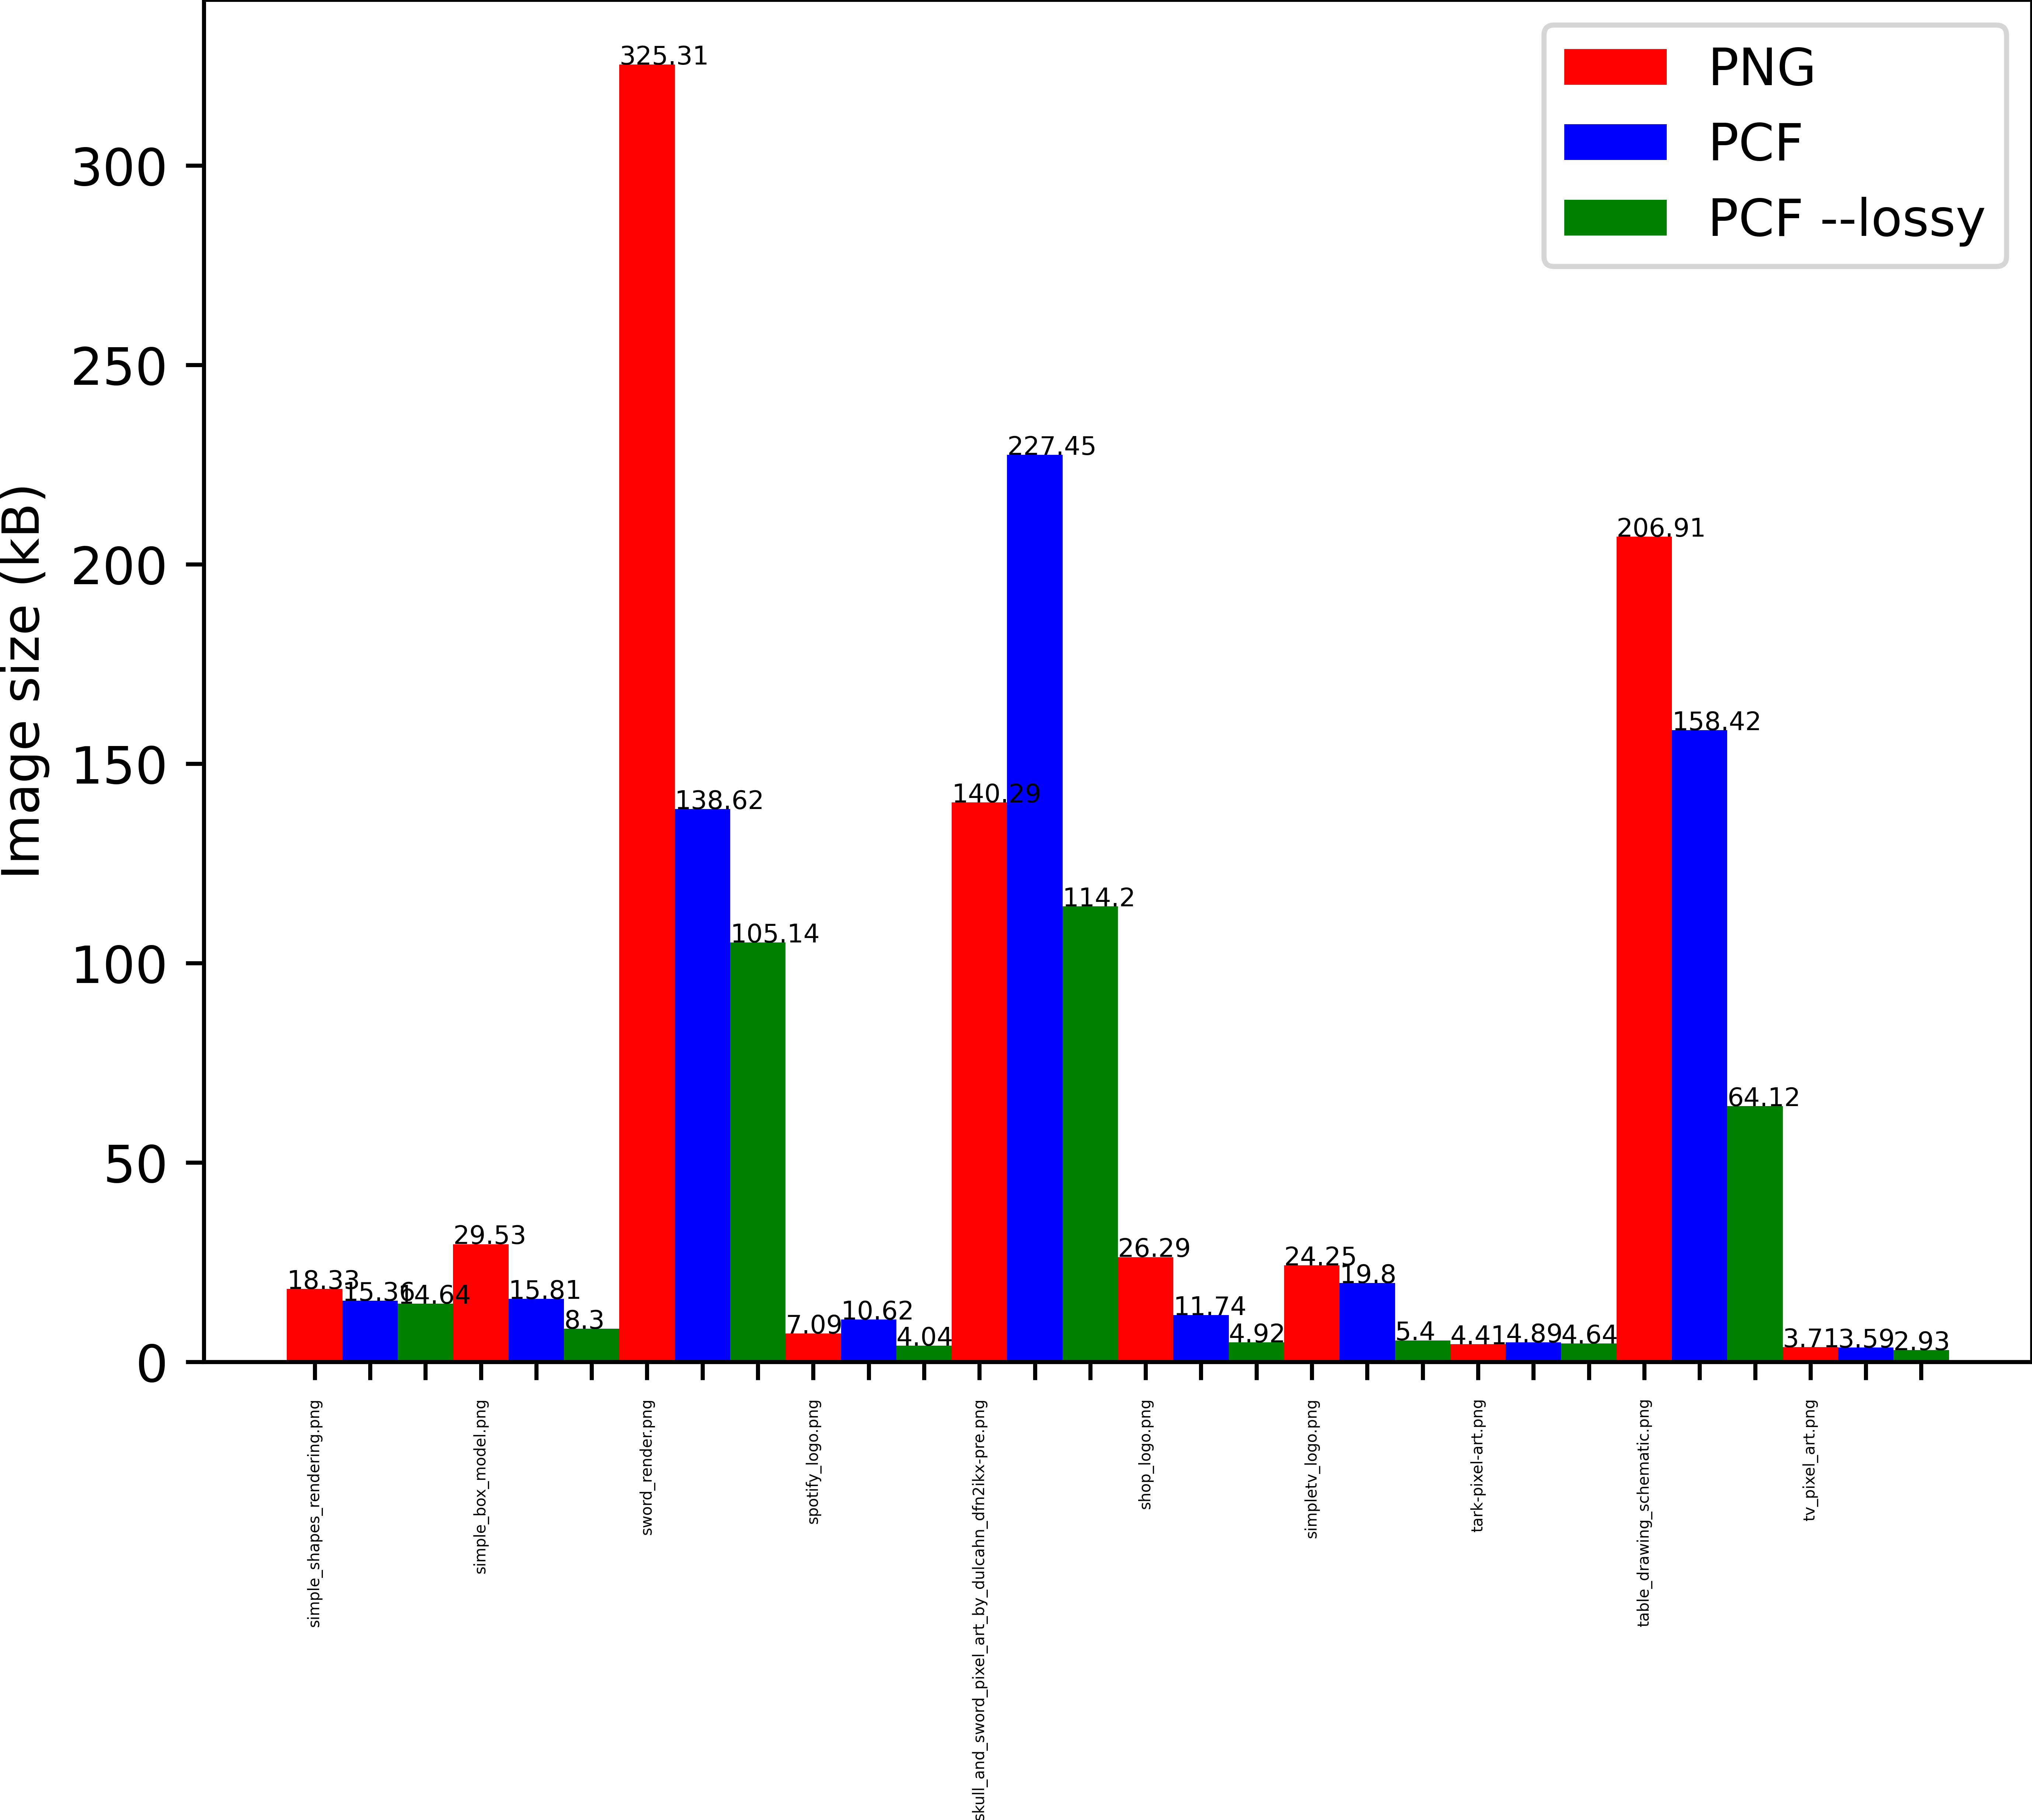 325.31
PNG
PCF
PCF --lossy
300
250
227.45
206.91
200
158.42
150
140.29
138.62
114.2
105.14
100
64.12
50
29.53
26.29
24.25
19.8
18.33
15.36
14.64
15.81
8.3
7.09
10.62
4.04
11.74
4.92
5.4
4.41
4.89
4.64
3.71
3.59
2.93
0
Image size (kB)
simple_shapes_rendering.png
simple_box_model.png
sword_render.png
spotify_logo.png
skull_and_sword_pixel_art_by_dulcahn_dfn2ikx-pre.png
shop_logo.png
simpletv_logo.png
tark-pixel-art.png
table_drawing_schematic.png
tv_pixel_art.png